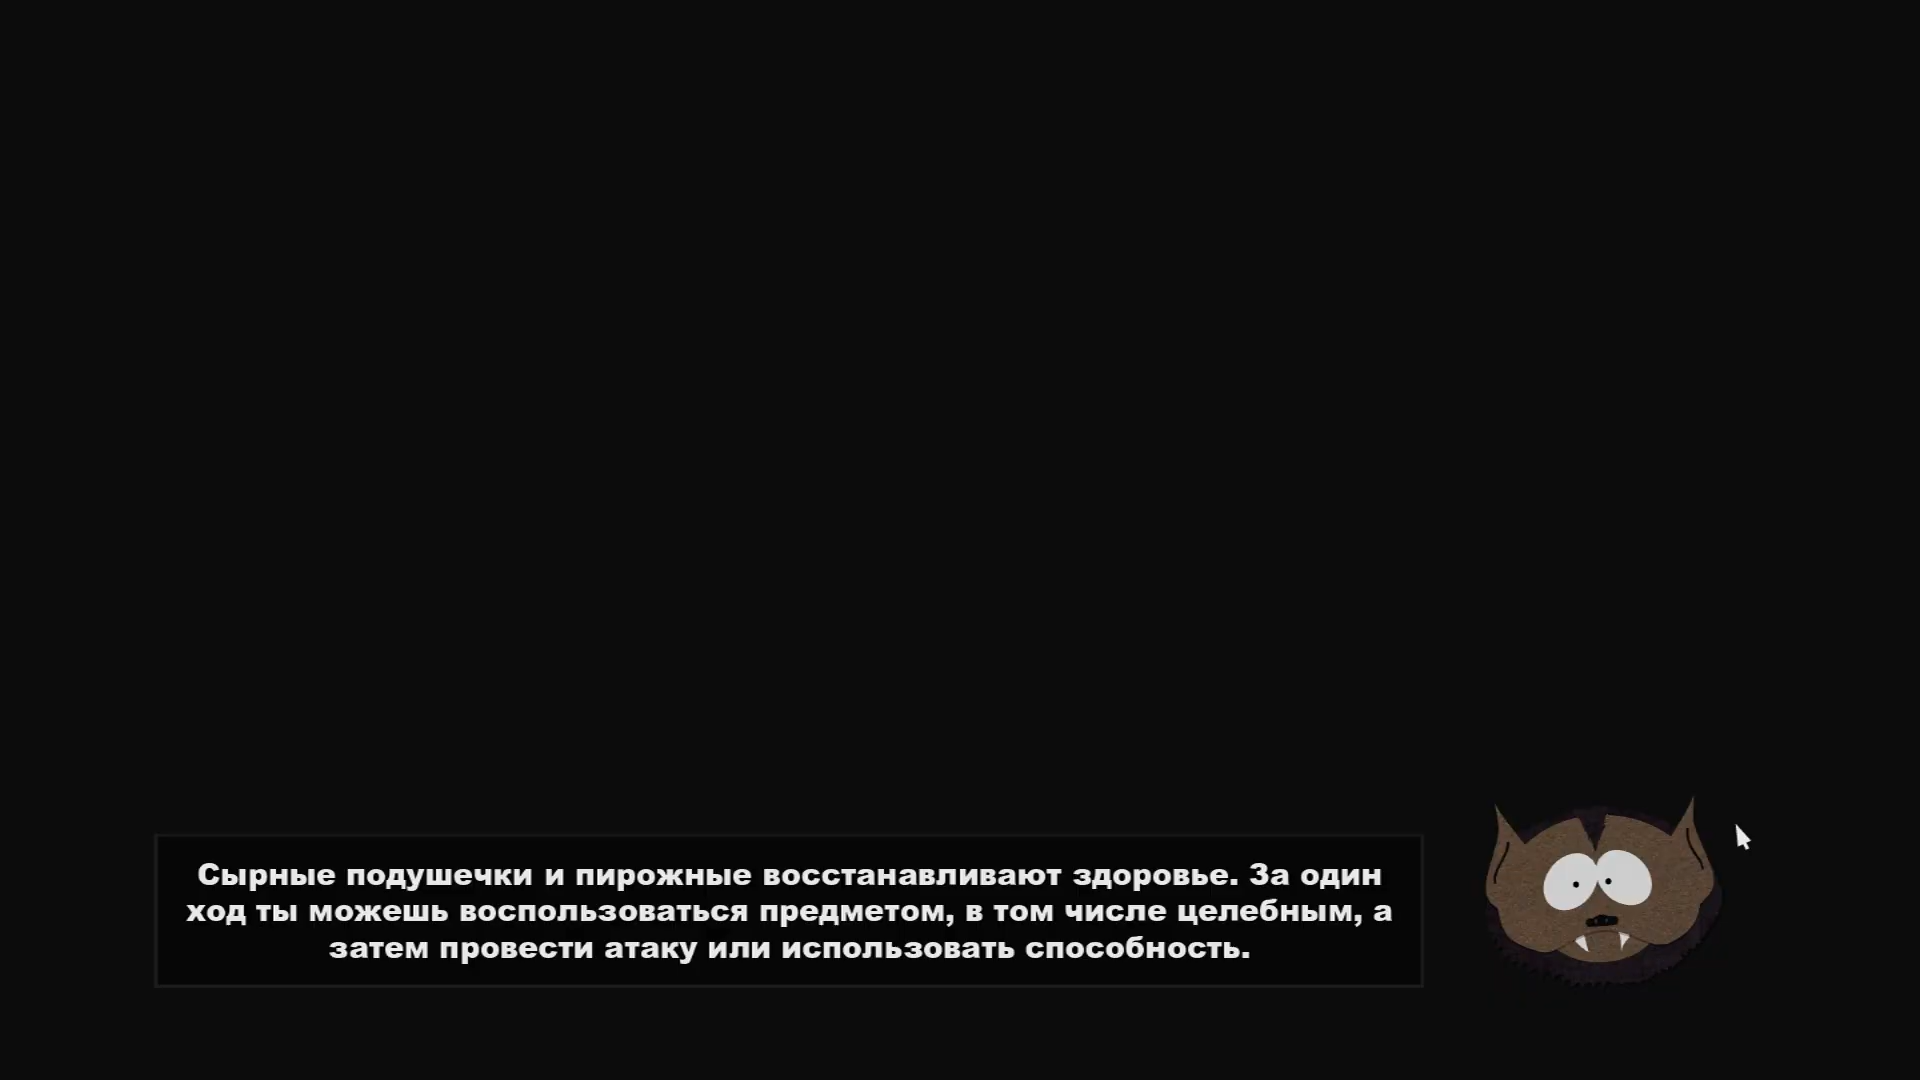 Сырные подушечки и пирожные восстанавливают здоровье. За один
ход ты можешь воспользоваться предметом, в том числе целебным, а
затем провести атаку или использовать способность.